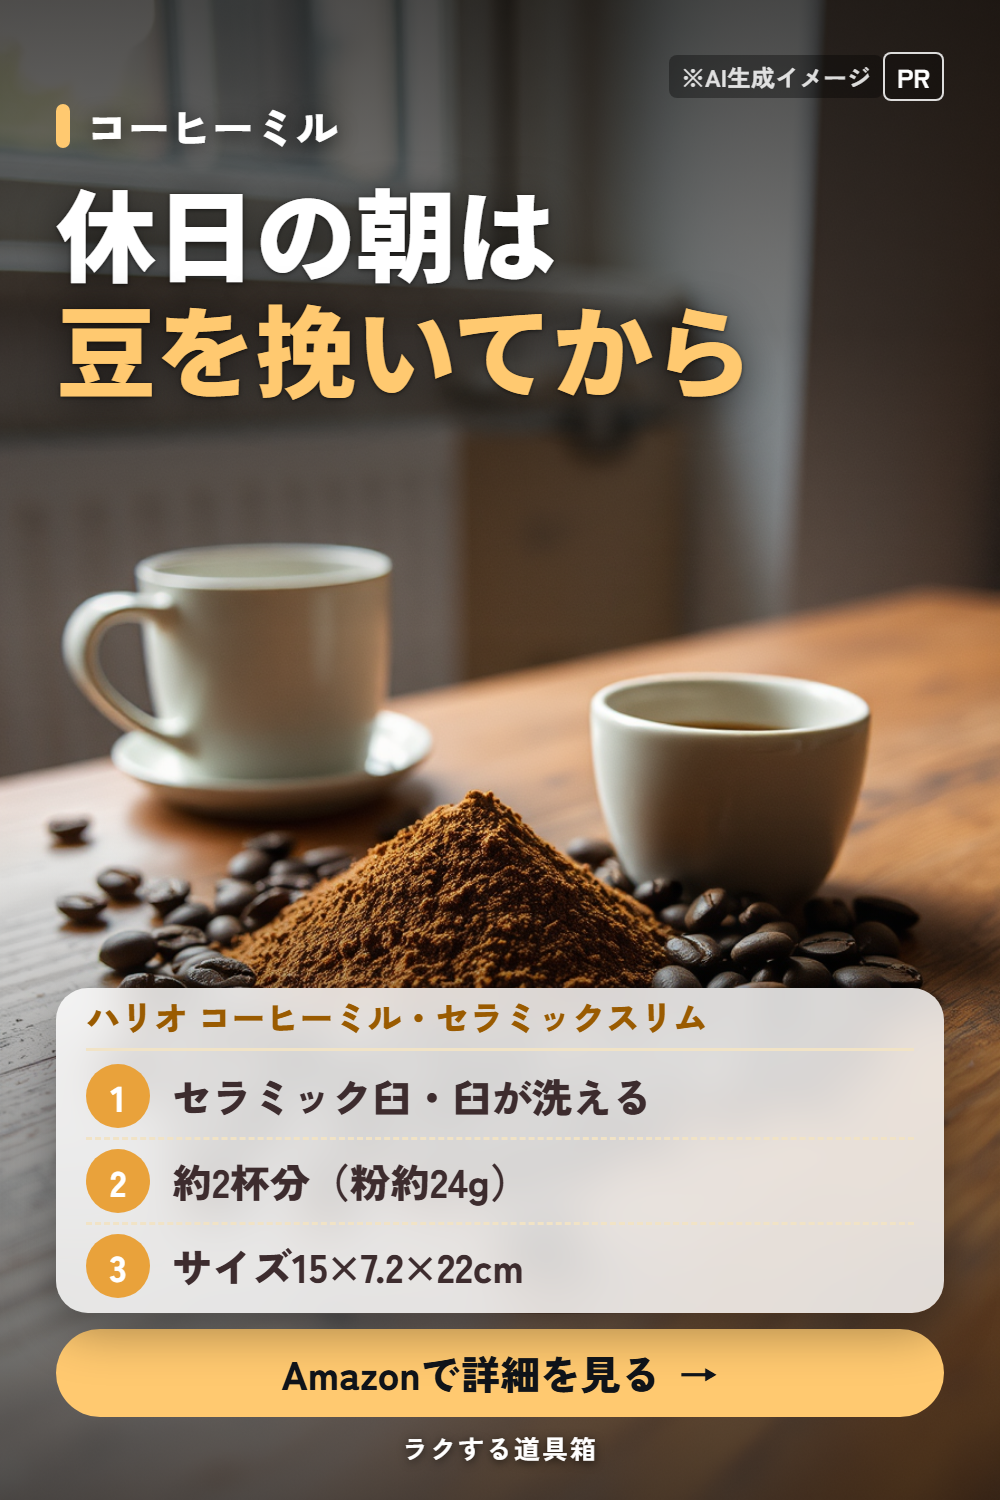 ※AI生成イメージ
PR
コーヒーミル
休日の朝は
豆を挽いてから
ハリオ コーヒーミル・セラミックスリム
1 セラミック臼・臼が洗える
2 約2杯分（粉約24g）
3 サイズ15×7.2×22cm
Amazonで詳細を見る →
ラクする道具箱